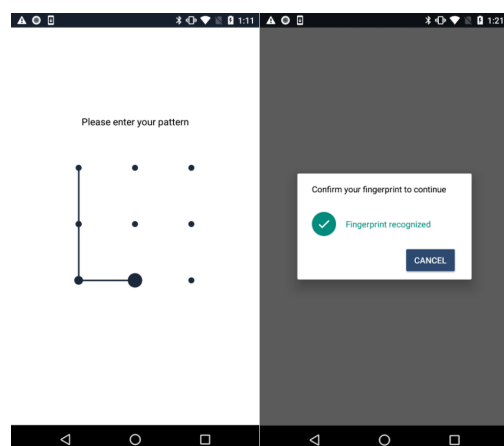 1:11
Please enter your pattern
1:21
Confirm your fingerprint to continue
Fingerprint recognized
CANCEL